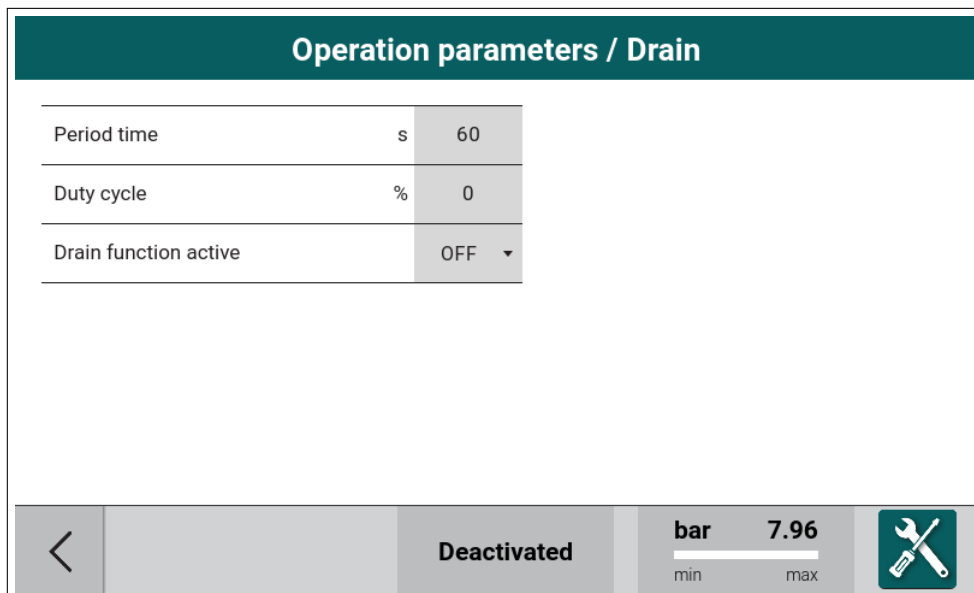 Operation parameters / Drain
Period time s 60
Duty cycle % 0
Drain function active OFF
Deactivated
bar 7.96
min max